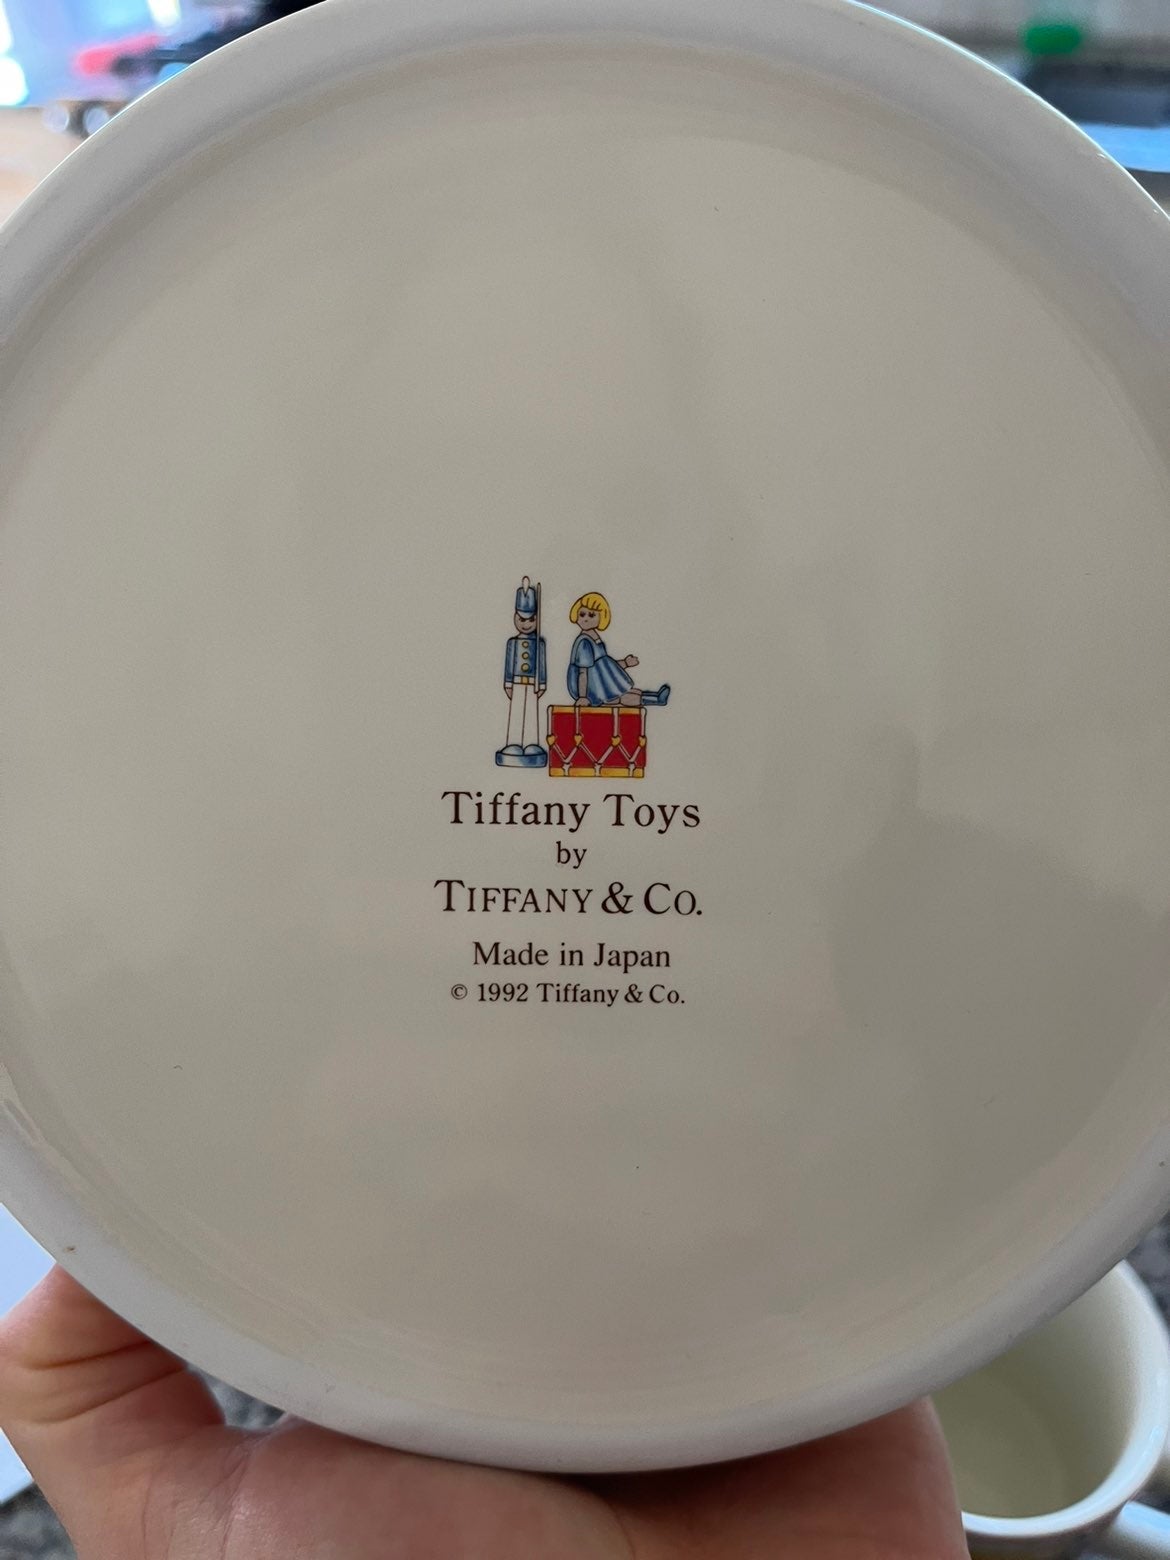 Tiffany Toys
by
TIFFANY & CO.
Made in Japan
© 1992 Tiffany & Co.